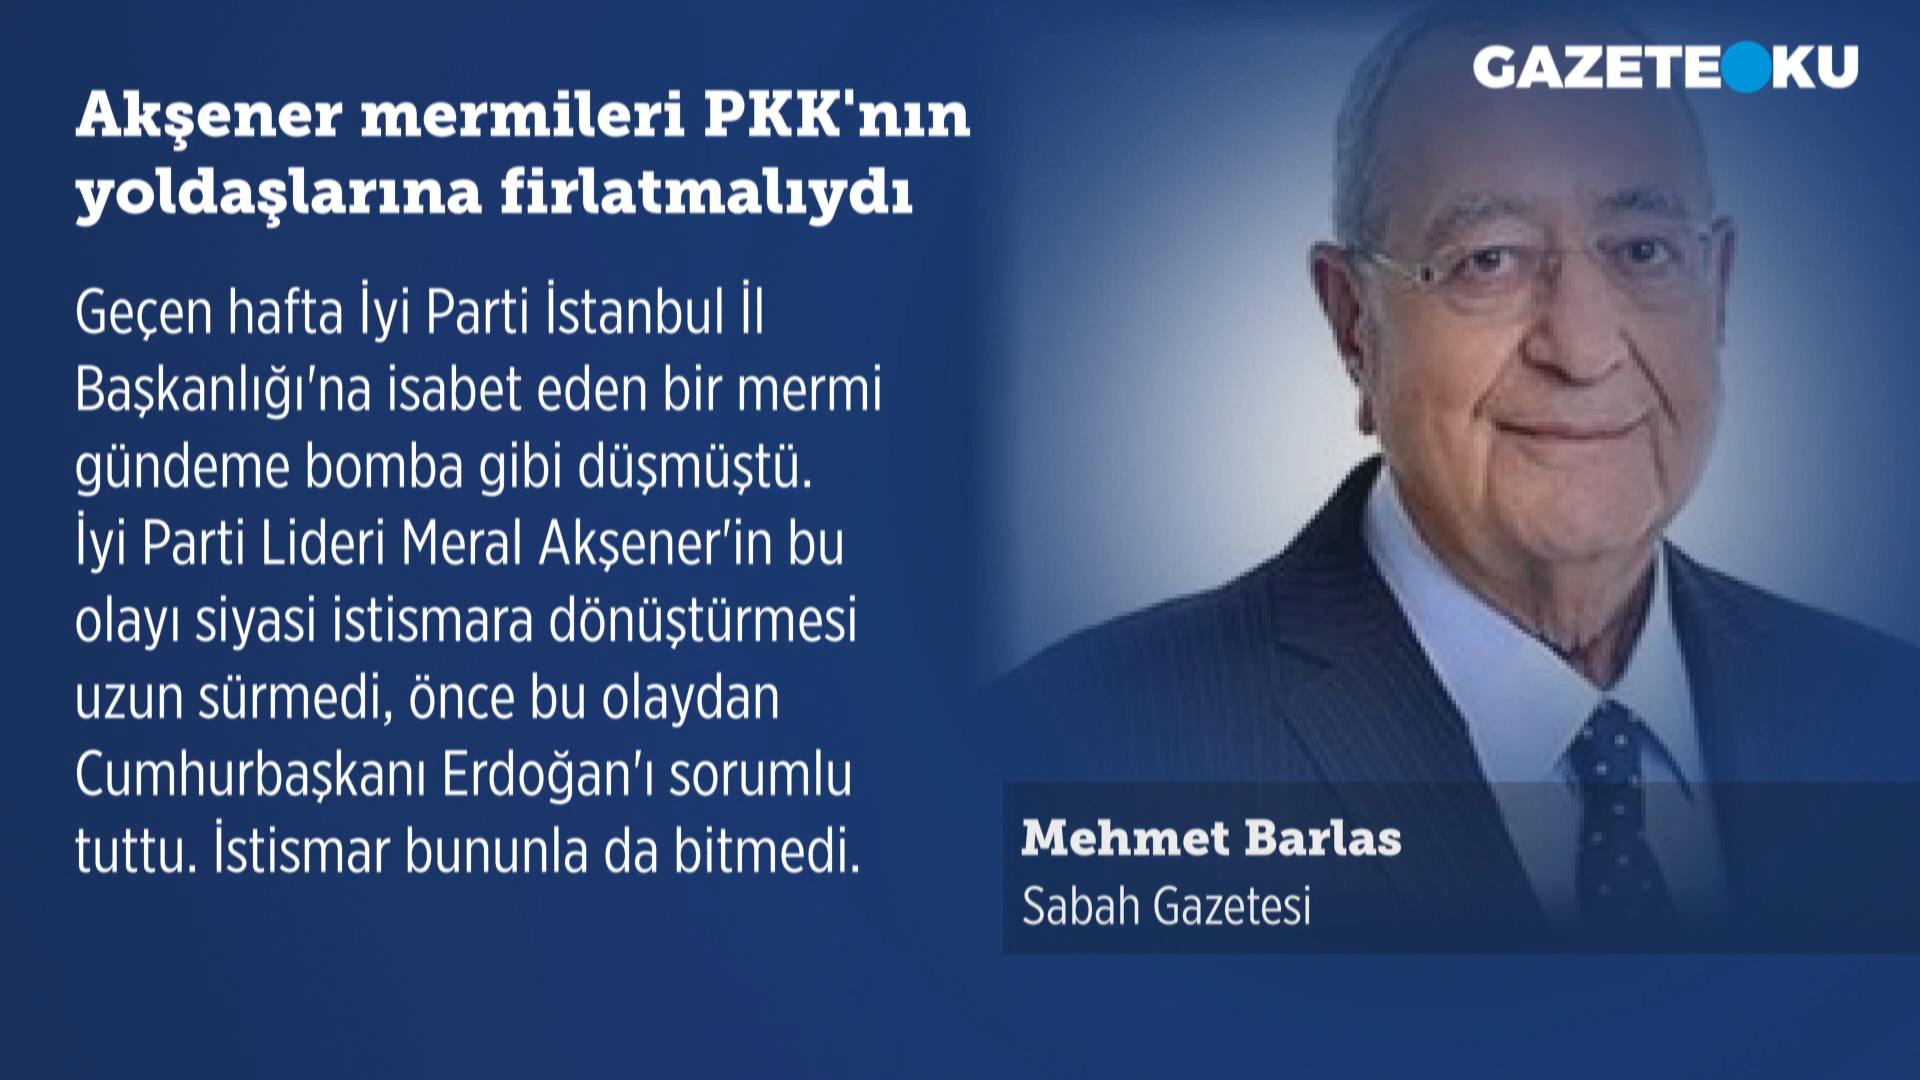 GAZETE KU
Akşener mermileri PKK'nın
yoldaşlarına fırlatmalıydı
Geçen hafta İyi Parti İstanbul İl
Başkanlığı'na isabet eden bir mermi
gündeme bomba gibi düşmüştü.
İyi Parti Lideri Meral Akşener'in bu
olayı siyasi istismara dönüştürmesi
uzun sürmedi, önce bu olaydan
Cumhurbaşkanı Erdoğan'ı sorumlu
tuttu. İstismar bununla da bitmedi.
Mehmet Barlas
Sabah Gazetesi